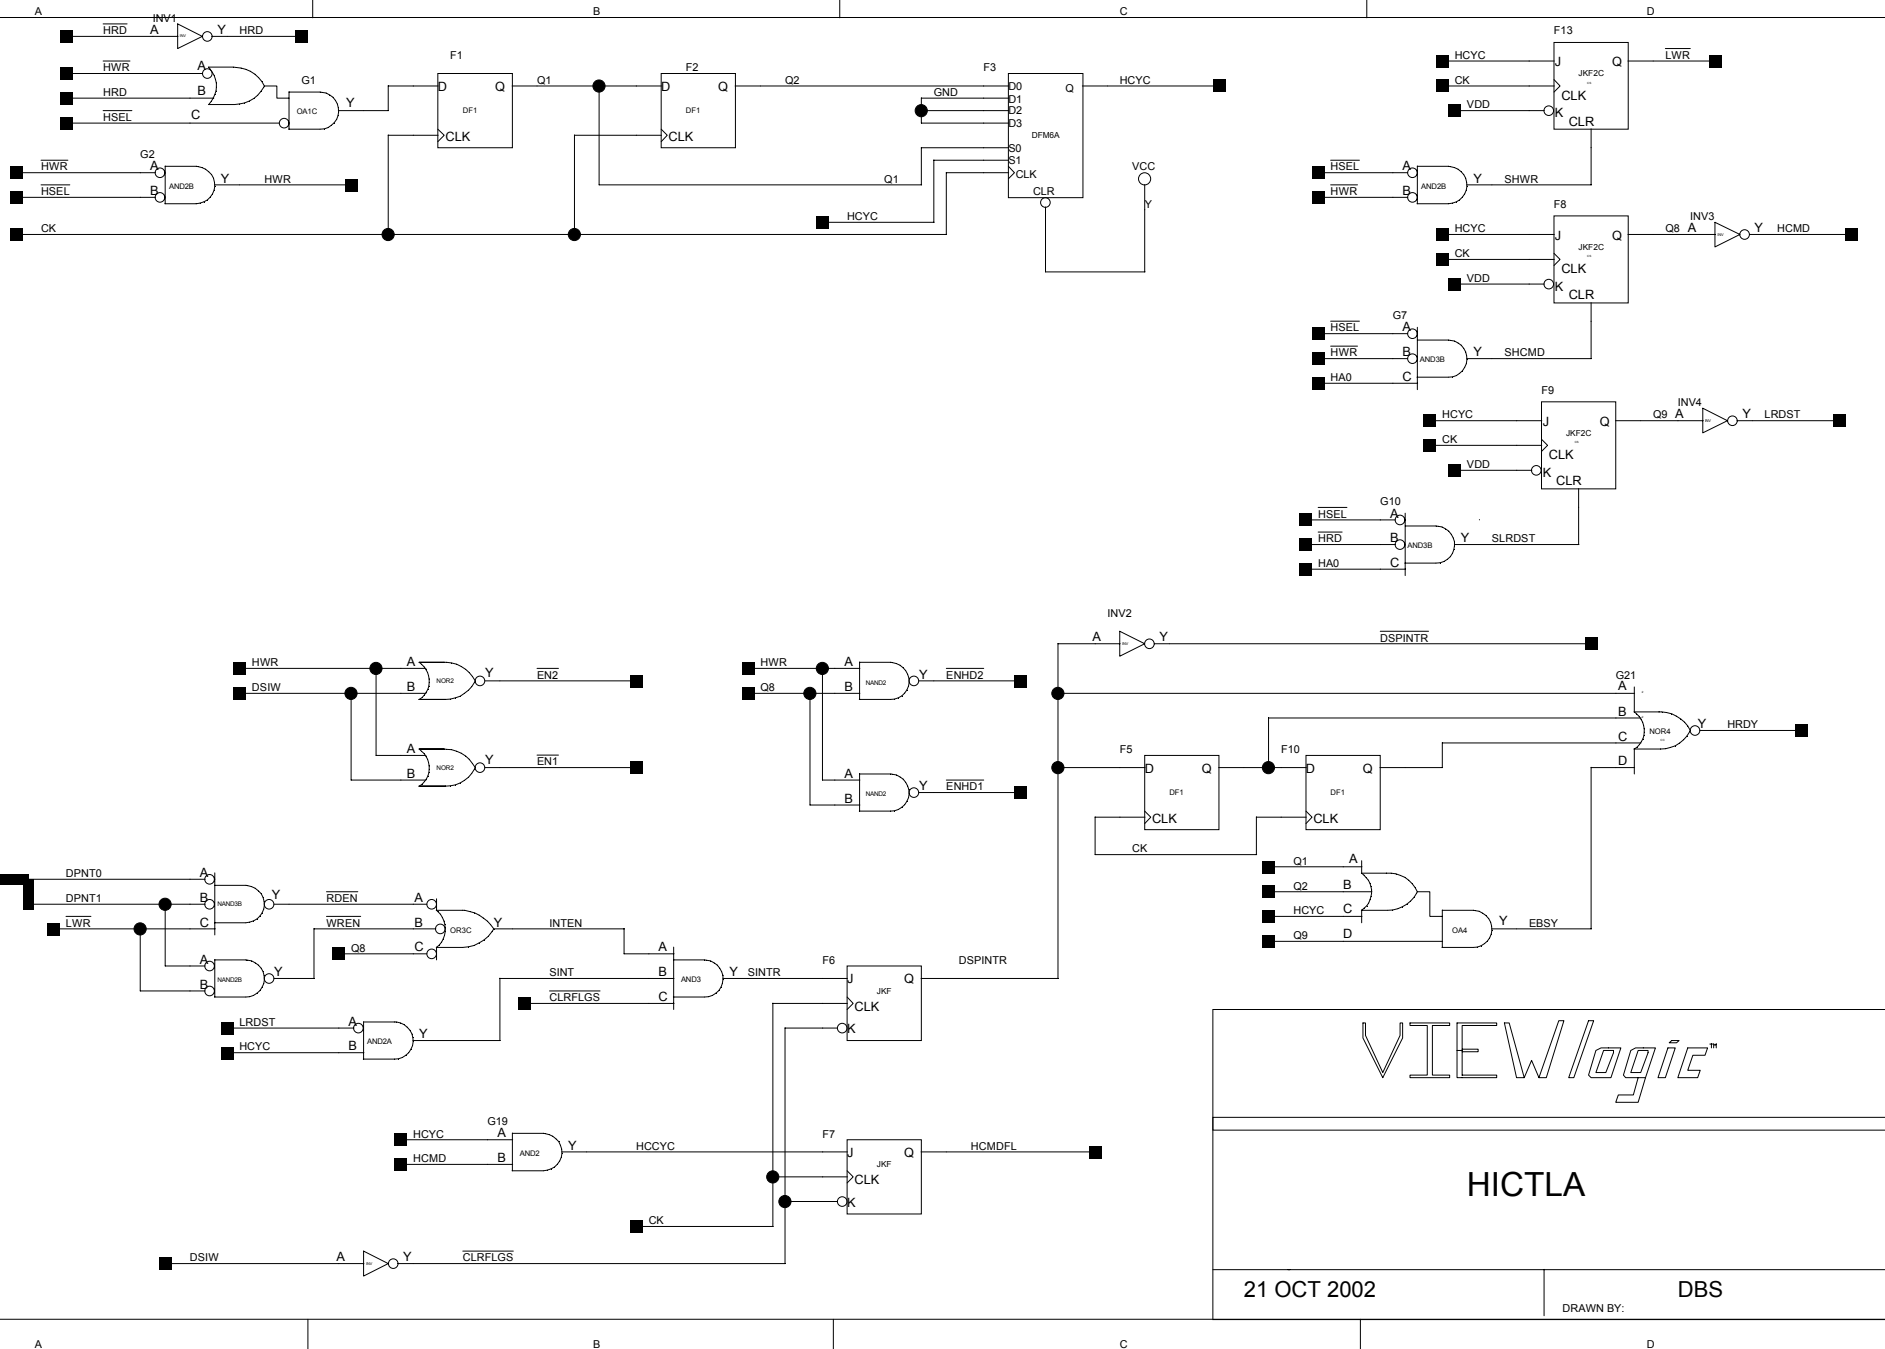 A B C D
INV1
HRD A Y HRD
HWR A
HRD B
G1
OA1C
Y
HSEL C
G2
HWR A
HSEL B
AND2B
Y HWR
CK
F1
D Q
DF1
CLK
Q1
F2
D Q
DF1
CLK
Q2
F3
GND
D0
D1
D2
D3
Q
DFM6A
S0
S1
CLK
CLR
Q1
HCYC
HCYC
VCC
Y
F13
HCYC J Q LWR
JKF2C
CK CLK
VDD K
CLR
HSEL A
HWR B
AND2B
Y SHWR
F8
HCYC J Q Q8 A INV3 Y HCMD
JKF2C
CK CLK
VDD K
CLR
G7
HSEL A
HWR B
AND3B
Y SHCMD
HA0 C
F9
HCYC J Q Q9 A INV4 Y LRDST
JKF2C
CK CLK
VDD K
CLR
G10
HSEL A
HRD B
AND3B
Y SLRDST
HA0 C
HWR A
DSIW B
NOR2
Y EN2
A
B
NOR2
Y EN1
HWR A
Q8 B
NAND2
Y ENHD2
A
B
NAND2
Y ENHD1
INV2
A Y DSPINTR
G21
A
B
C
D
NOR4
Y HRDY
F5
D Q
DF1
CLK
F10
D Q
DF1
CLK
CK
Q1 A
Q2 B
HCYC C
Q9 D
OA4
Y EBSY
DPNT0 A
DPNT1 B
LWR C
NAND3B
Y RDEN A
WREN B
Q8 C
OR3C
Y INTEN A
A
B
NAND2B
Y
SINT B
CLRFLGS C
AND3
Y SINTR
LRDST A
HCYC B
AND2A
Y
F6
J Q
JKF
CLK
K
DSPINTR
G19
HCYC A
HCMD B
AND2
Y HCCYC
F7
J Q
JKF
CLK
K
HCMDFL
CK
DSIW A Y CLRFLGS
VIEWlogic™
HICTLA
21 OCT 2002
DBS
DRAWN BY:
A B C D